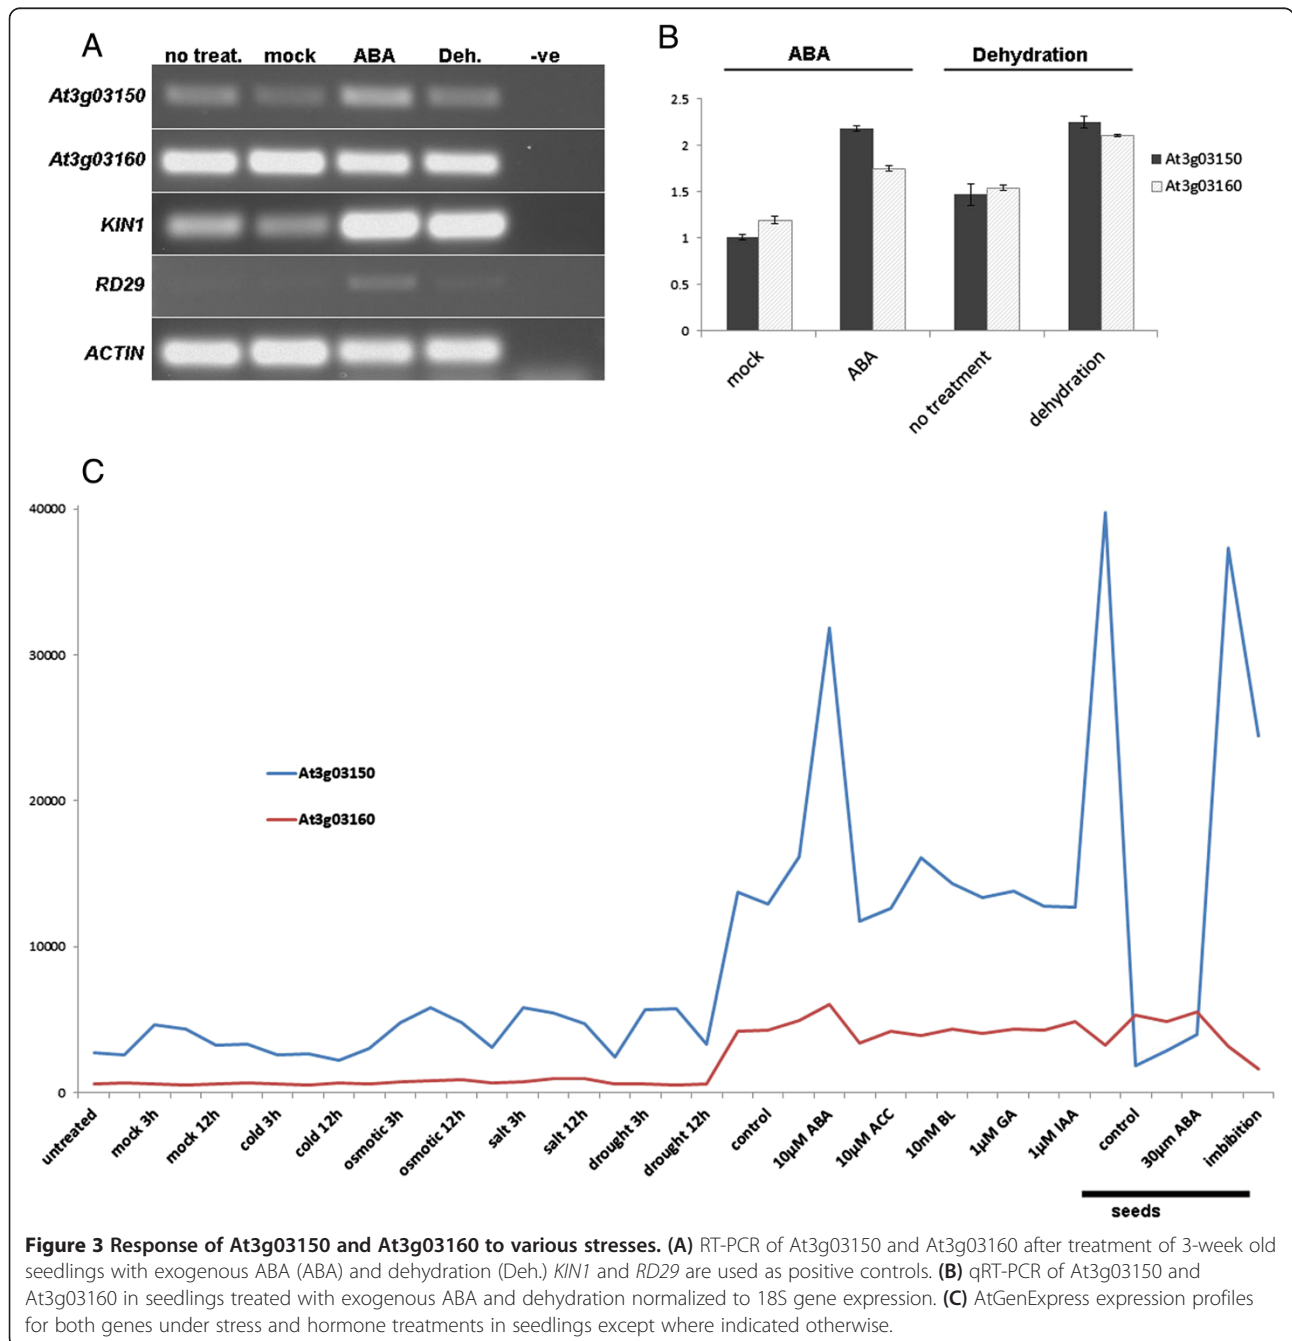 A
no treat. mock ABA Deh. -ve
At3g03150
At3g03160
KIN1
RD29
ACTIN
B
ABA Dehydration
2.5
2
1.5
1
0.5
0
mock
ABA
no treatment
dehydration
At3g03150
At3g03160
C
40000
30000
20000
10000
0
At3g03150
At3g03160
untreated
mock 3h
mock 12h
cold 3h
cold 12h
osmotic 3h
osmotic 12h
salt 3h
salt 12h
drought 3h
drought 12h
control
10µM ABA
10µM ACC
10nM BL
1µM GA
1µM IAA
control
30µm ABA
imbibition
seeds
Figure 3 Response of At3g03150 and At3g03160 to various stresses. (A) RT-PCR of At3g03150 and At3g03160 after treatment of 3-week old
seedlings with exogenous ABA (ABA) and dehydration (Deh.) KIN1 and RD29 are used as positive controls. (B) qRT-PCR of At3g03150 and
At3g03160 in seedlings treated with exogenous ABA and dehydration normalized to 18S gene expression. (C) AtGenExpress expression profiles
for both genes under stress and hormone treatments in seedlings except where indicated otherwise.